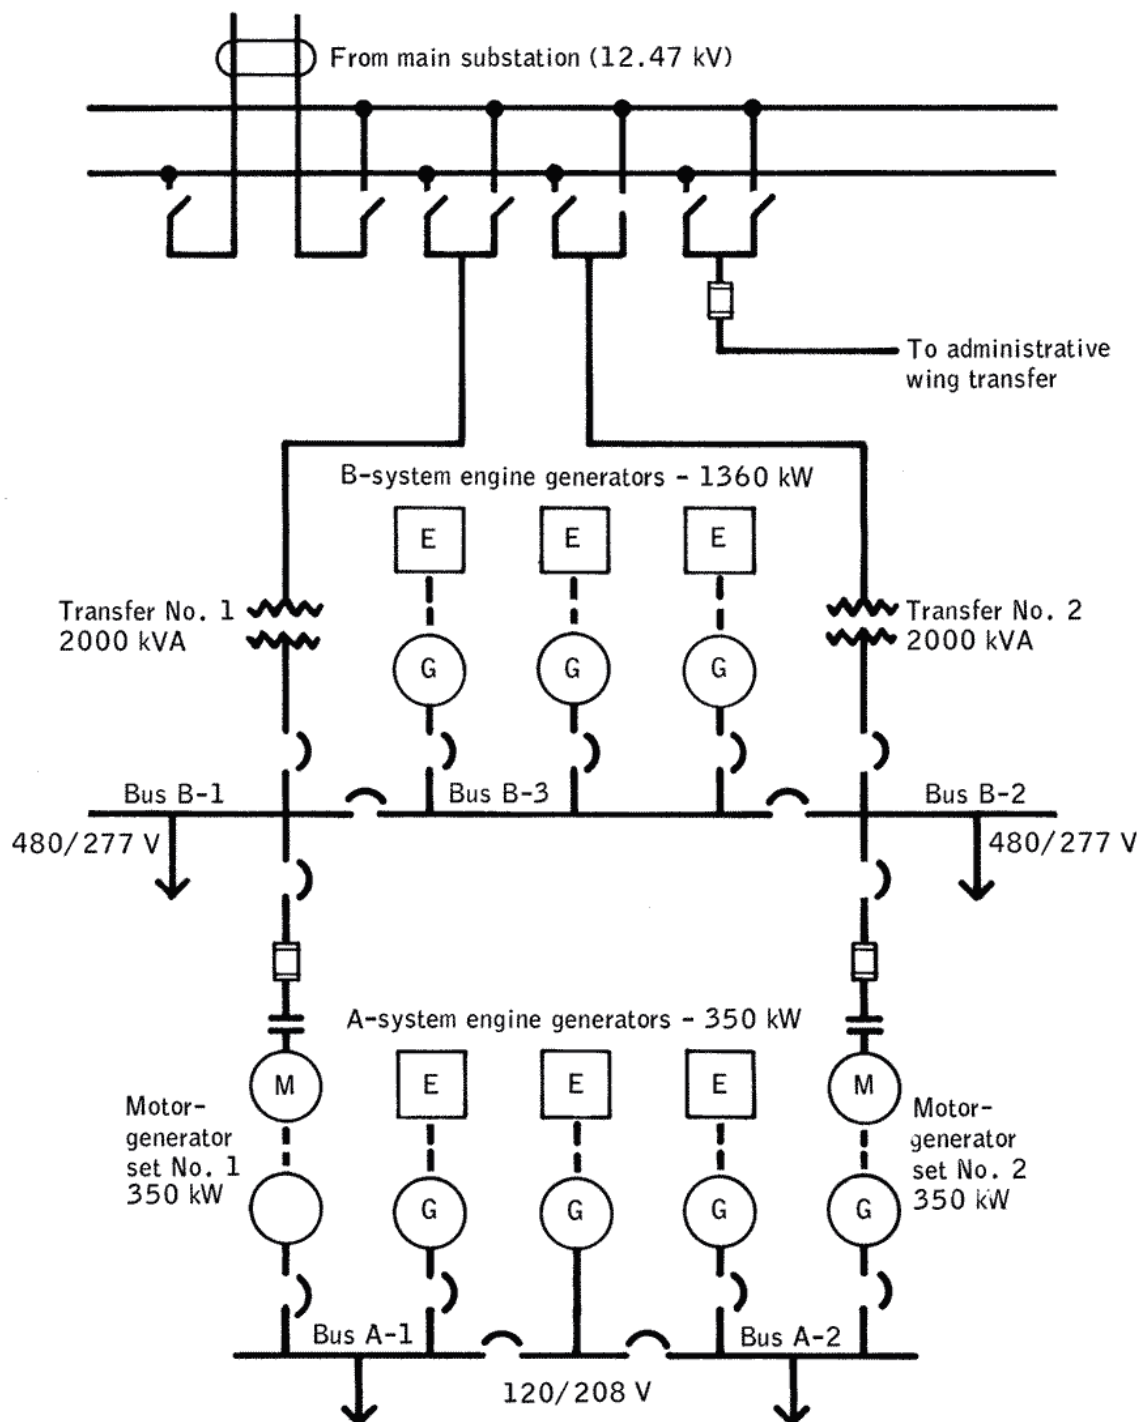 From main substation (12.47 kV)
To administrative
wing transfer
B-system engine generators - 1360 kW
E
E
E
Transfer No. 1
2000 kVA
Transfer No. 2
2000 kVA
G
G
G
Bus B-1
Bus B-3
Bus B-2
480/277 V
480/277 V
A-system engine generators - 350 kW
M
E
E
E
M
Motor-
generator
set No. 1
350 kW
Motor-
generator
set No. 2
350 kW
G
G
G
G
Bus A-1
Bus A-2
120/208 V